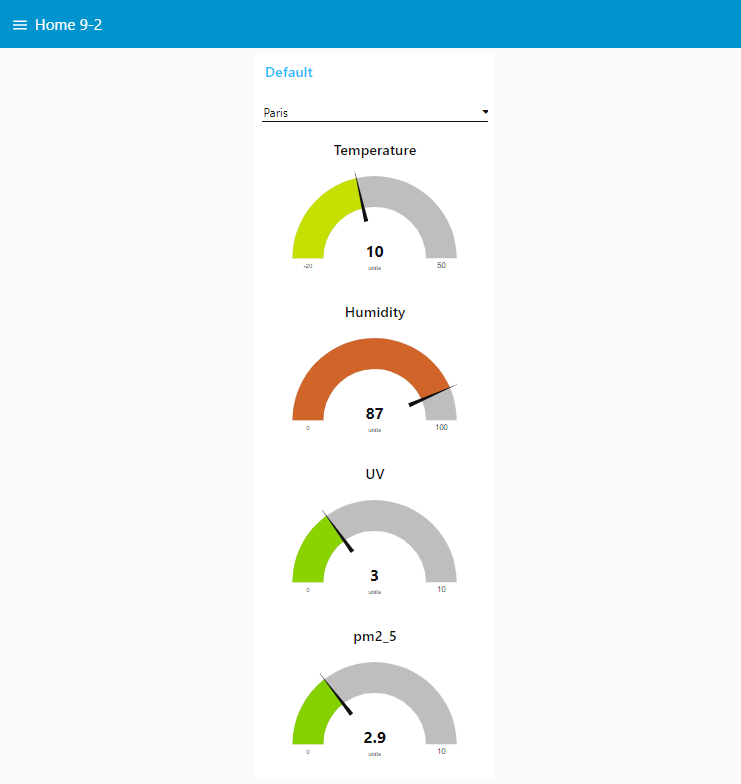 Home 9-2
Default
Paris
Temperature
10
-20 units 50
Humidity
87
0 units 100
UV
3
0 units 10
pm2_5
2.9
0 units 10